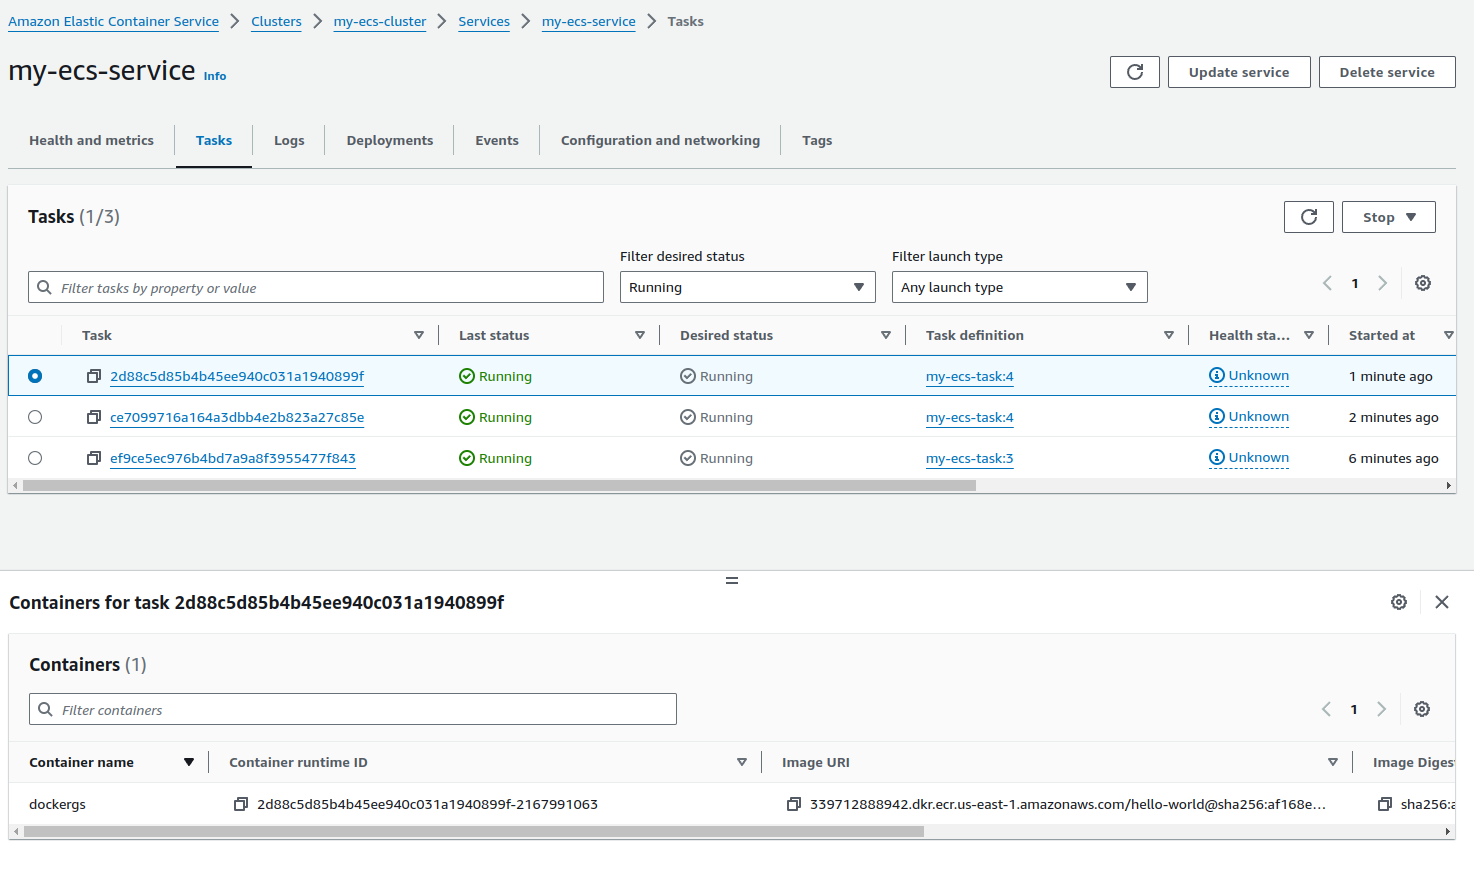 Amazon Elastic Container Service > Clusters > my-ecs-cluster > Services > my-ecs-service > Tasks
my-ecs-service Info
Update service Delete service
Health and metrics Tasks Logs Deployments Events Configuration and networking Tags
Tasks (1/3)
Stop
Filter desired status Filter launch type
Filter tasks by property or value Running Any launch type 1
Task Last status Desired status Task definition Health sta... Started at
2d88c5d85b4b45ee940c031a1940899f Running Running my-ecs-task:4 Unknown 1 minute ago
ce7099716a164a3dbb4e2b823a27c85e Running Running my-ecs-task:4 Unknown 2 minutes ago
ef9ce5ec976b4bd7a9a8f3955477f843 Running Running my-ecs-task:3 Unknown 6 minutes ago
Containers for task 2d88c5d85b4b45ee940c031a1940899f
Containers (1)
Filter containers 1
Container name Container runtime ID Image URI Image Diges
dockergs 2d88c5d85b4b45ee940c031a1940899f-2167991063 339712888942.dkr.ecr.us-east-1.amazonaws.com/hello-world@sha256:af168e... sha256:a